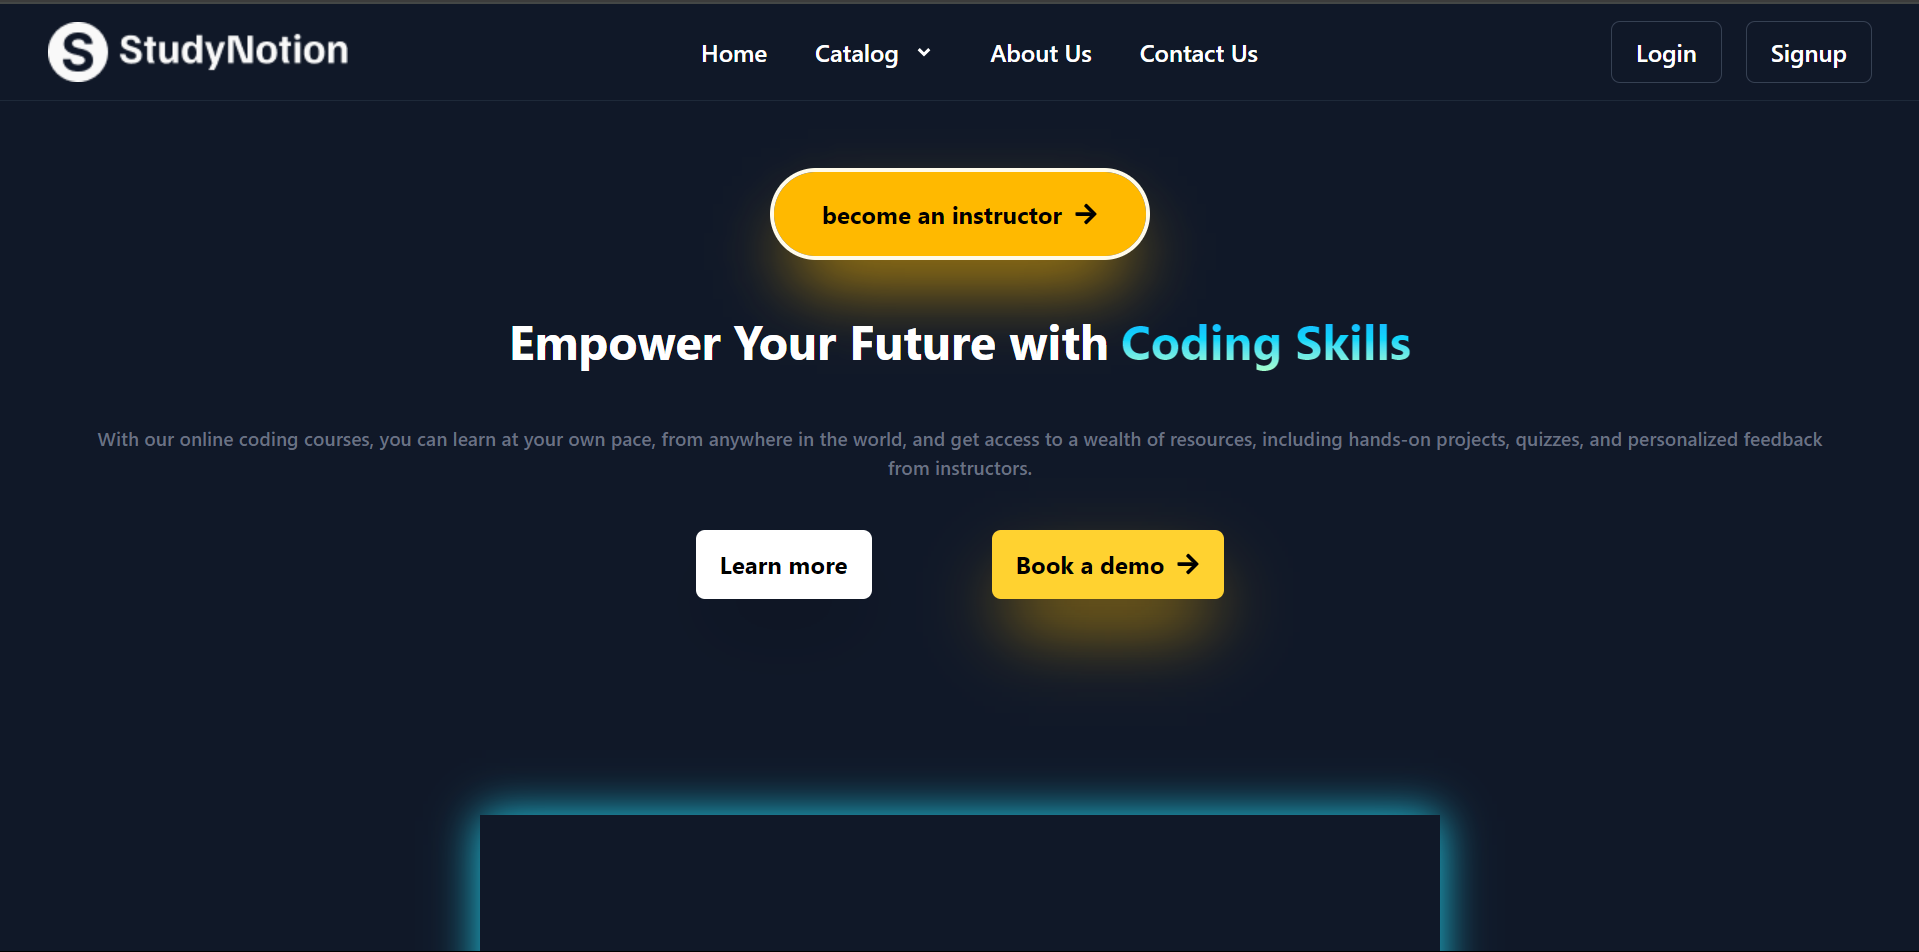 S StudyNotion
Home Catalog About Us Contact Us Login Signup
become an instructor →
Empower Your Future with Coding Skills
With our online coding courses, you can learn at your own pace, from anywhere in the world, and get access to a wealth of resources, including hands-on projects, quizzes, and personalized feedback
from instructors.
Learn more Book a demo →